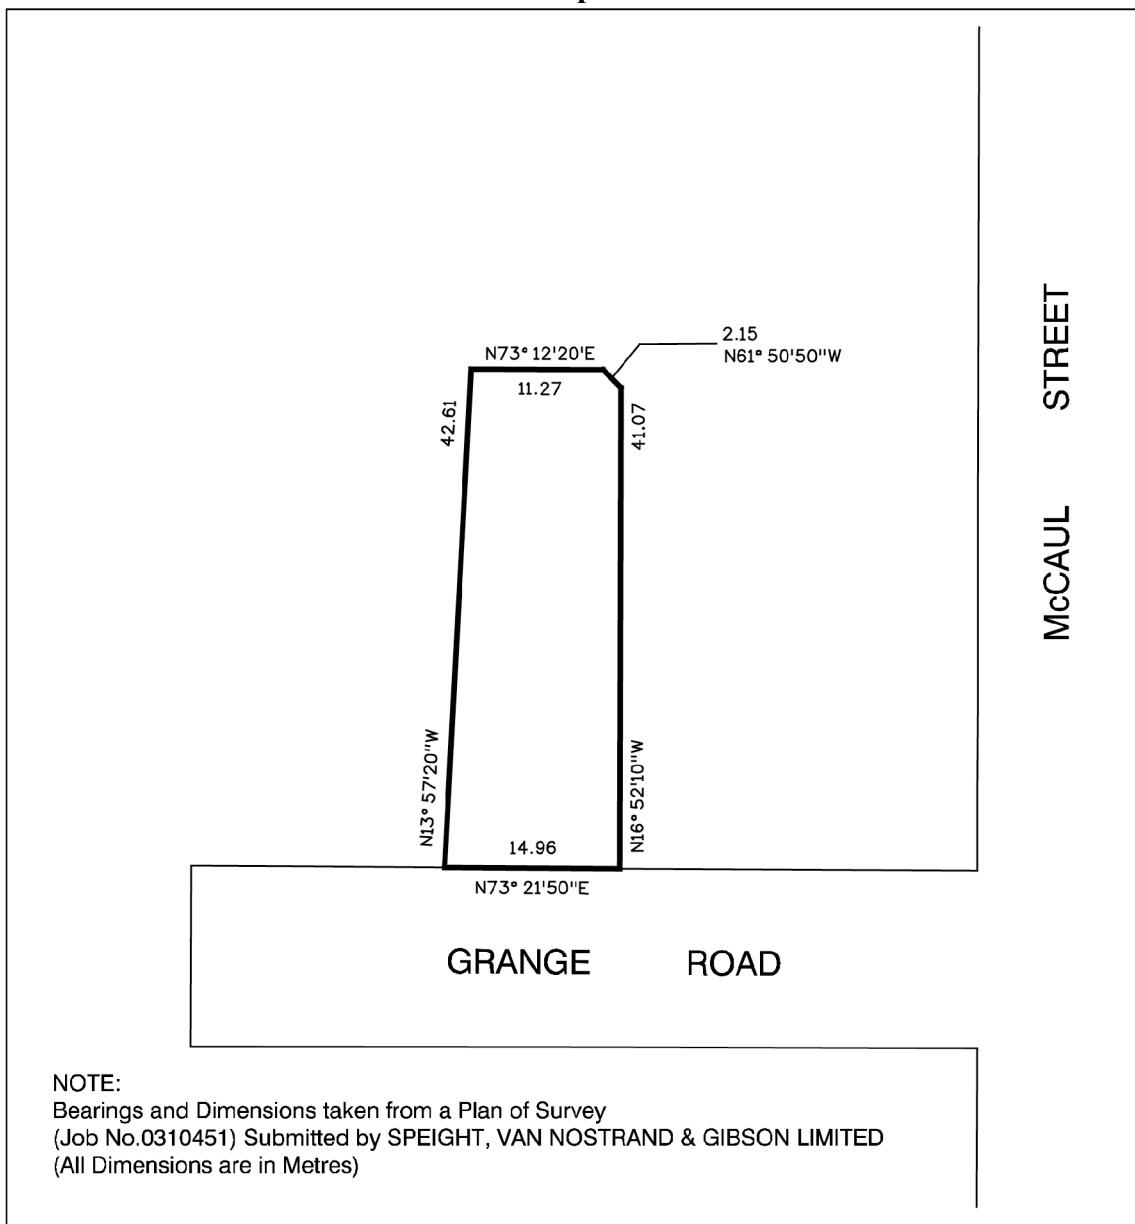 2.15
N61° 50'50"W
N73° 12'20'E
11.27
42.61
41.07
STREET
McCAUL
N13° 57'20"W
N16° 52'10"W
14.96
N73° 21'50"E
GRANGE ROAD
NOTE:
Bearings and Dimensions taken from a Plan of Survey
(Job No.0310451) Submitted by SPEIGHT, VAN NOSTRAND & GIBSON LIMITED
(All Dimensions are in Metres)